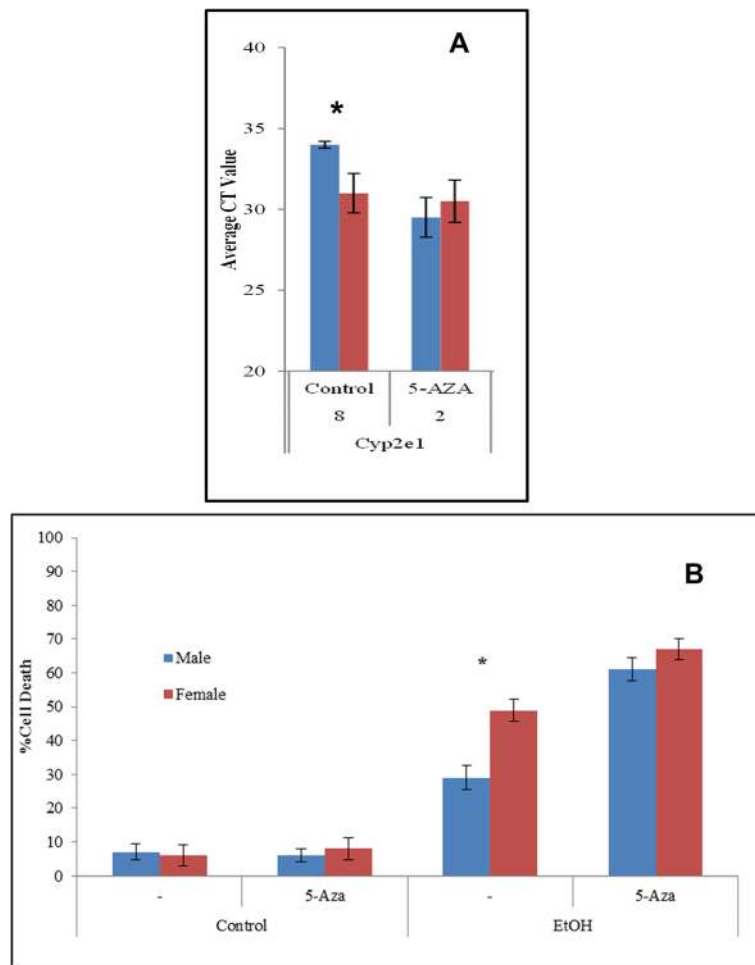 A
40
*
35
30
25
20
Average CT Value
Control 5-AZA
8 2
Cyp2e1
B
100
90
80
70
60
50
40
30
20
10
0
%Cell Death
Male
Female
*
- 5-Aza - 5-Aza
Control EtOH